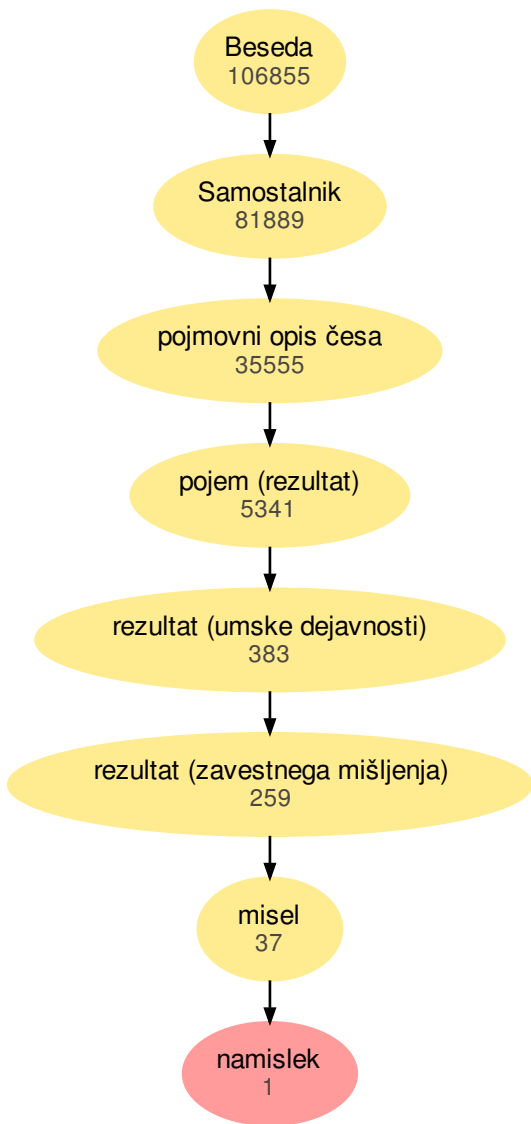 Beseda
106855
Samostalnik
81889
pojmovni opis česa
35555
pojem (rezultat)
5341
rezultat (umske dejavnosti)
383
rezultat (zavestnega mišljenja)
259
misel
37
namislek
1